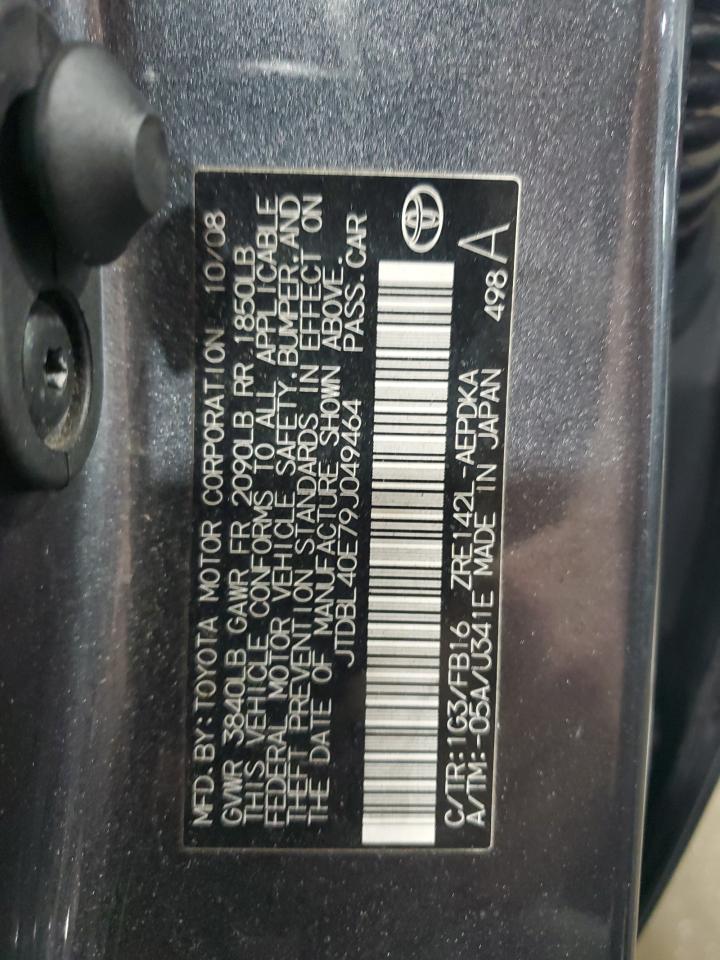 MFD. BY: TOYOTA MOTOR CORPORATION 10/08
GVWR 3840LB GAWR FR 2090LB RR 1850LB
THIS VEHICLE CONFORMS TO ALL APPLICABLE
FEDERAL MOTOR VEHICLE SAFETY, BUMPER, AND
THEFT PREVENTION STANDARDS IN EFFECT ON
THE DATE OF MANUFACTURE SHOWN ABOVE.
JTDBL40E79J049464 PASS. CAR
C/TR: 1G3/FB16 ZRE142L-AEPDKA 498 A
A/TM: -05A/U341E MADE IN JAPAN